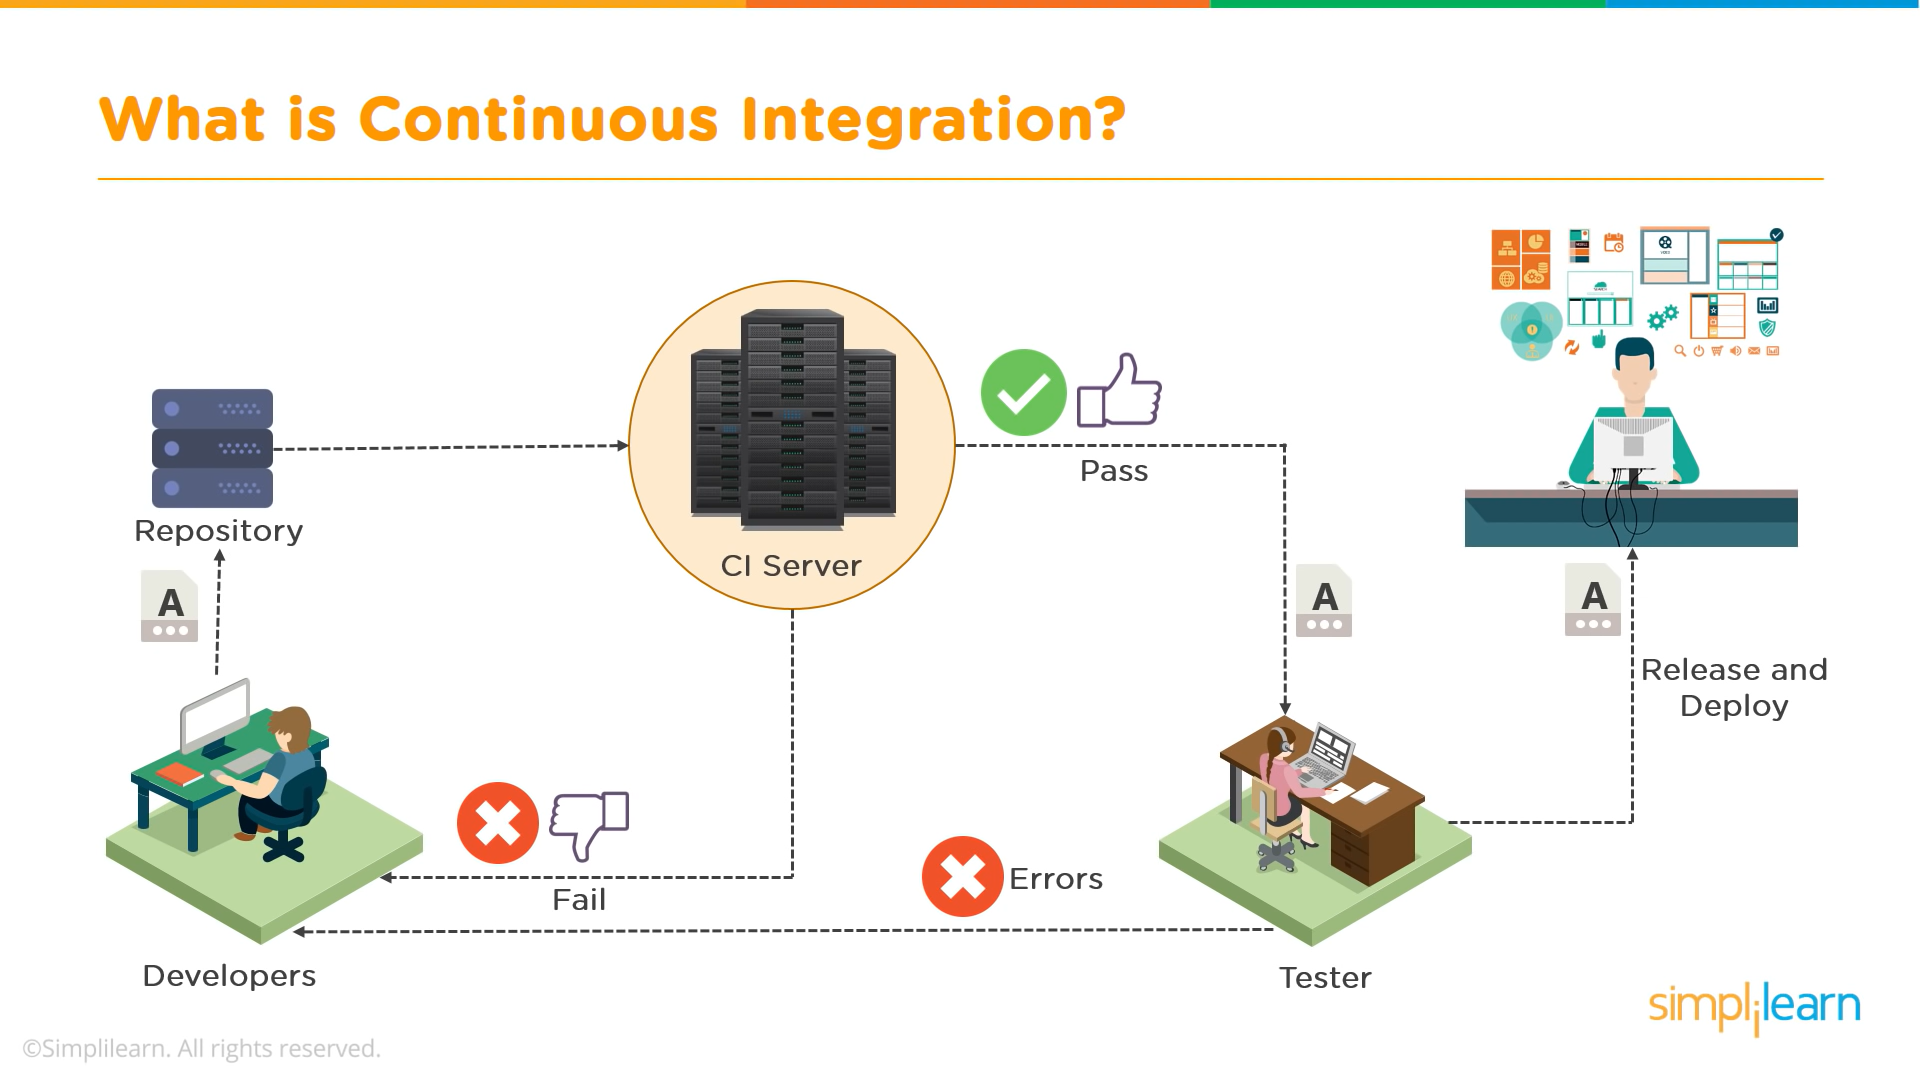 What is Continuous Integration?
Repository
A
CI Server
Pass
A
A
Release and
Deploy
Fail
Errors
Developers
Tester
simplilearn
©Simplilearn. All rights reserved.